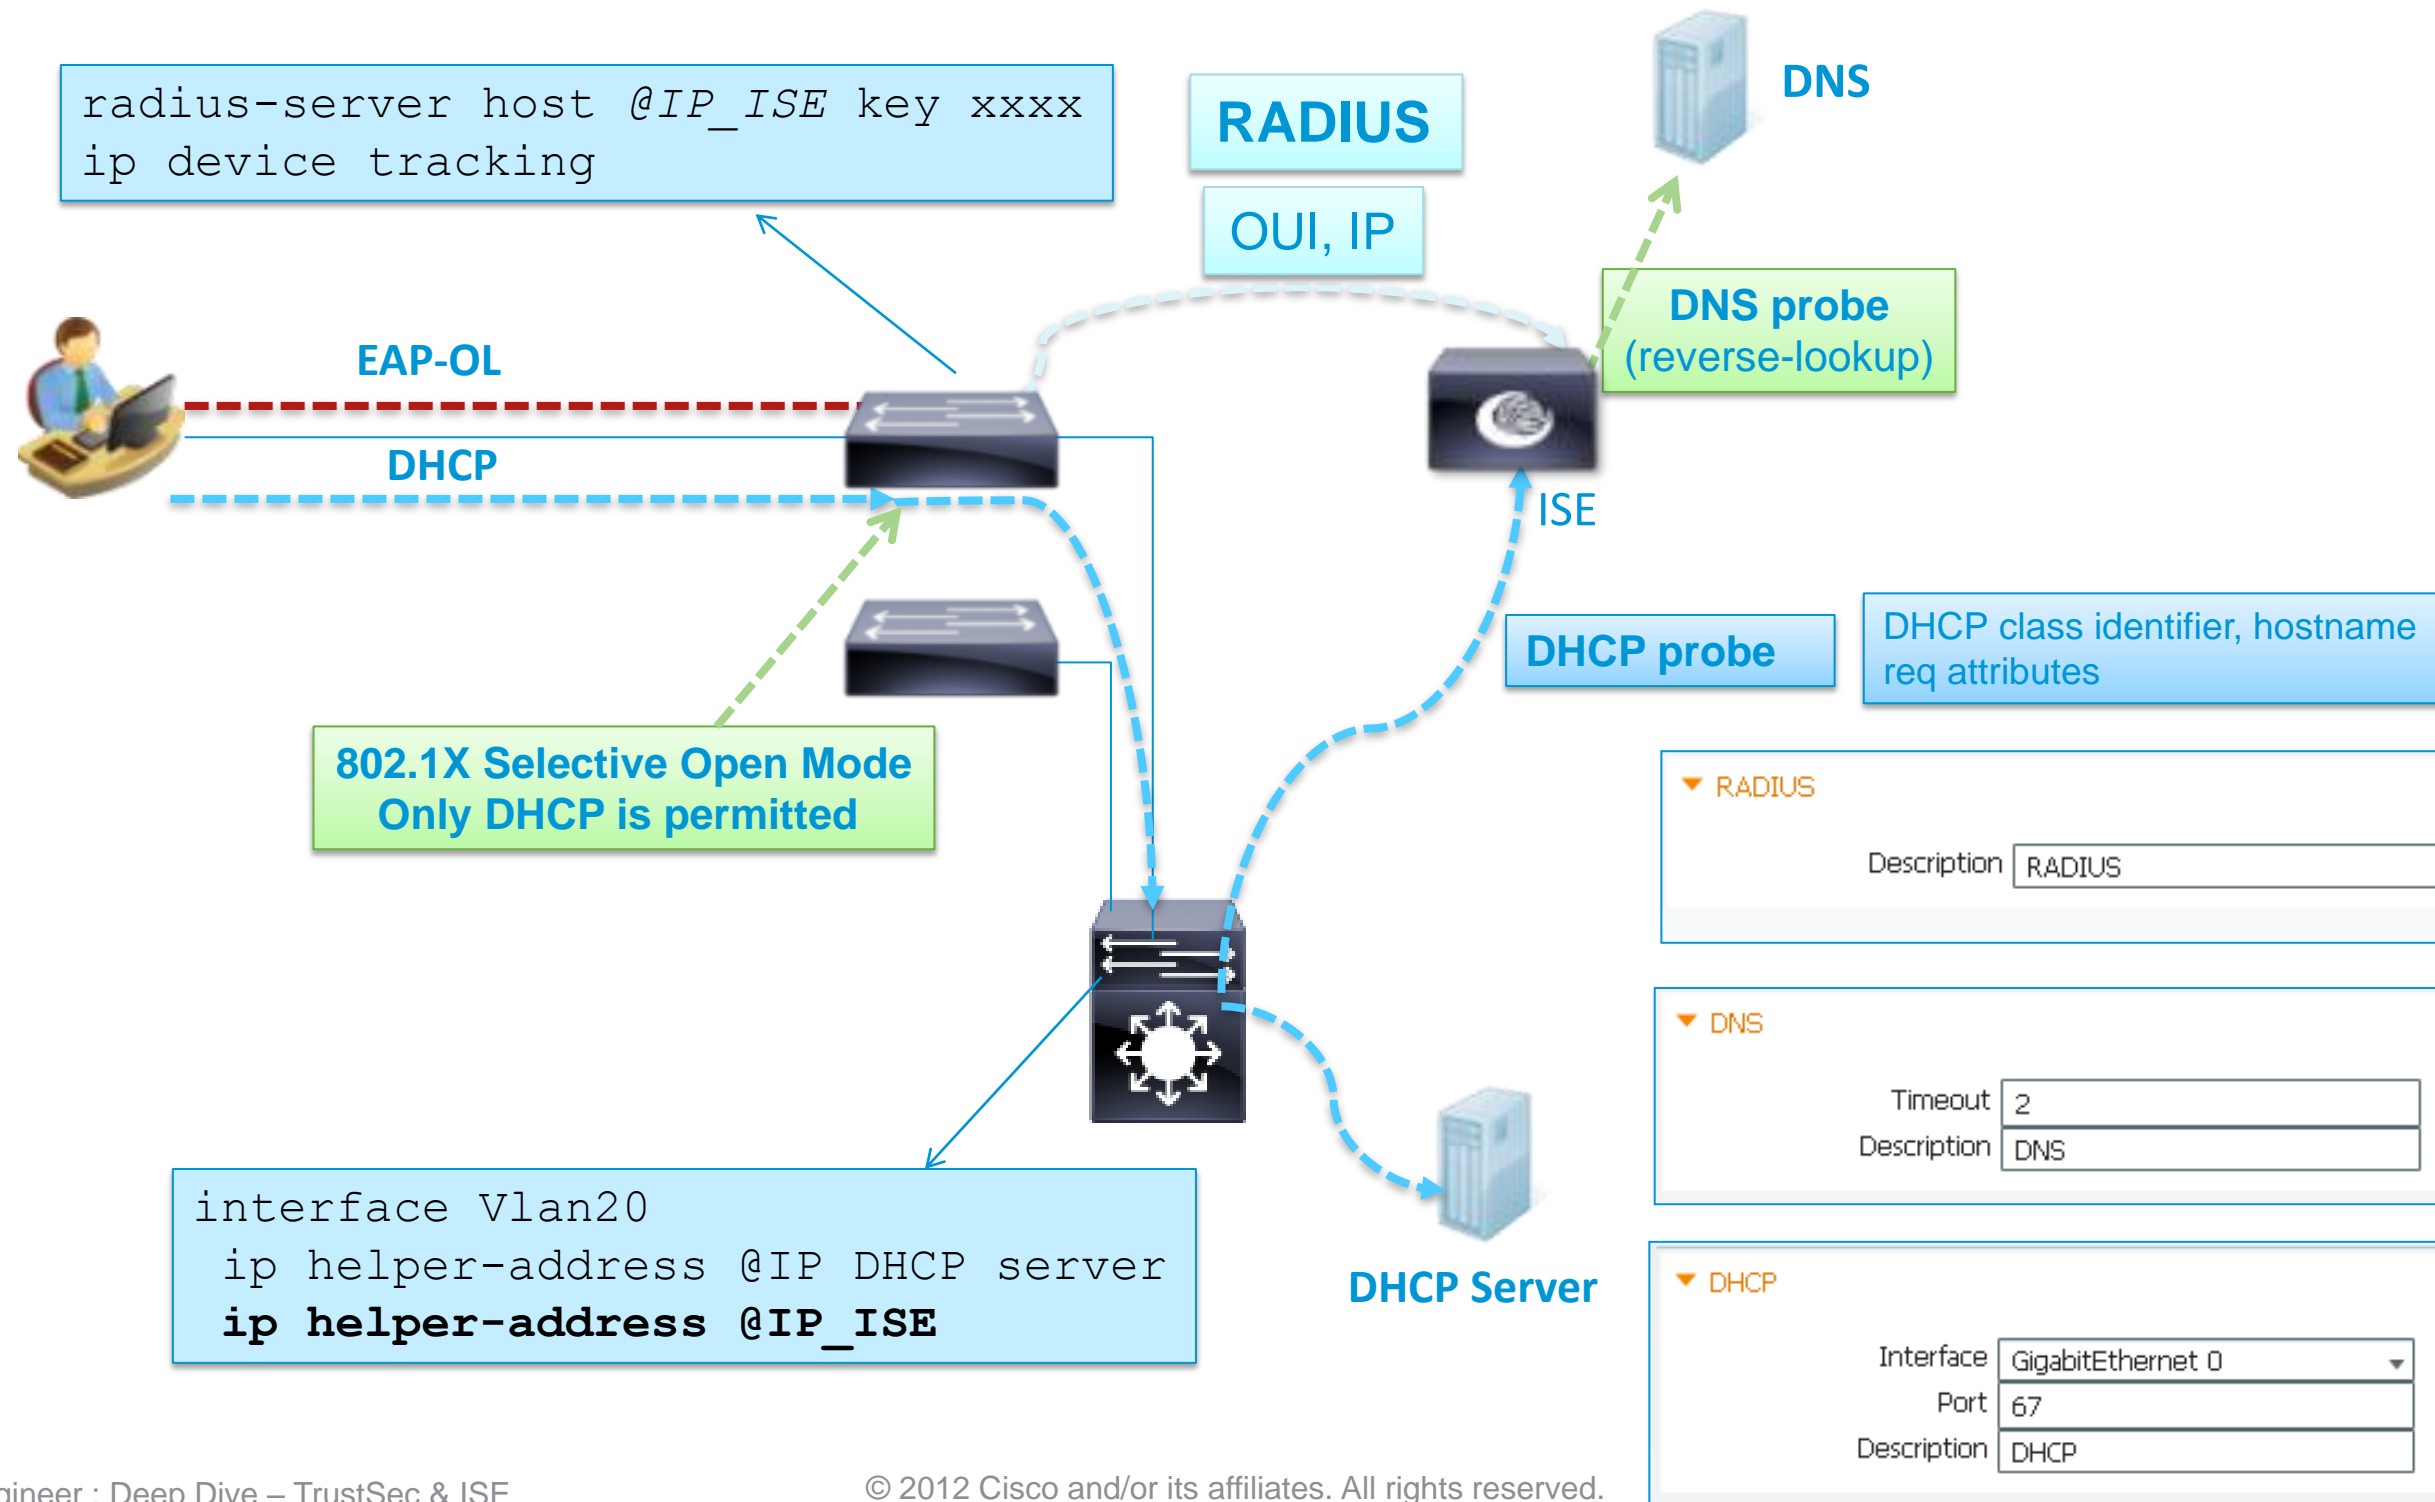 radius-server host @IP_ISE key xxxx
ip device tracking
RADIUS
OUI, IP
DNS
DNS probe
(reverse-lookup)
EAP-OL
DHCP
ISE
DHCP probe
DHCP class identifier, hostname
req attributes
802.1X Selective Open Mode
Only DHCP is permitted
RADIUS
Description RADIUS
DNS
Timeout 2
Description DNS
interface Vlan20
ip helper-address @IP DHCP server
ip helper-address @IP_ISE
DHCP Server
DHCP
Interface GigabitEthernet 0
Port 67
Description DHCP
gineer : Deep Dive – TrustSec & ISE
© 2012 Cisco and/or its affiliates. All rights reserved.